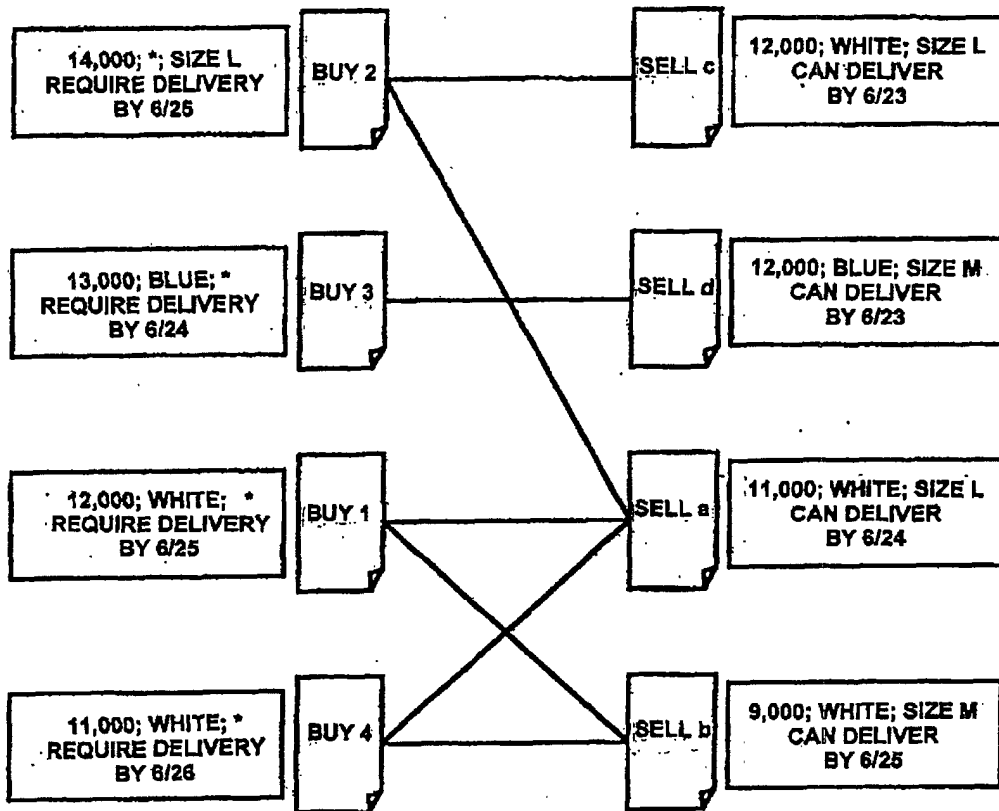 14,000; *; SIZE L
REQUIRE DELIVERY
BY 6/25
BUY 2
SELL c
12,000; WHITE; SIZE L
CAN DELIVER
BY 6/23
13,000; BLUE; *
REQUIRE DELIVERY
BY 6/24
BUY 3
SELL d
12,000; BLUE; SIZE M
CAN DELIVER
BY 6/23
12,000; WHITE; *
REQUIRE DELIVERY
BY 6/25
BUY 1
SELL a
11,000; WHITE; SIZE L
CAN DELIVER
BY 6/24
11,000; WHITE; *
REQUIRE DELIVERY
BY 6/26
BUY 4
SELL b
9,000; WHITE; SIZE M
CAN DELIVER
BY 6/25